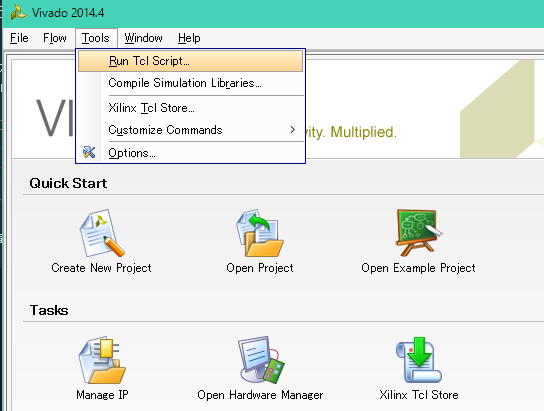 Vivado 2014.4
File Flow Tools Window Help
Run Tcl Script...
Compile Simulation Libraries...
Xilinx Tcl Store...
Customize Commands
Options...
VI
ivity. Multiplied.
Quick Start
Create New Project Open Project Open Example Project
Tasks
Manage IP Open Hardware Manager Xilinx Tcl Store